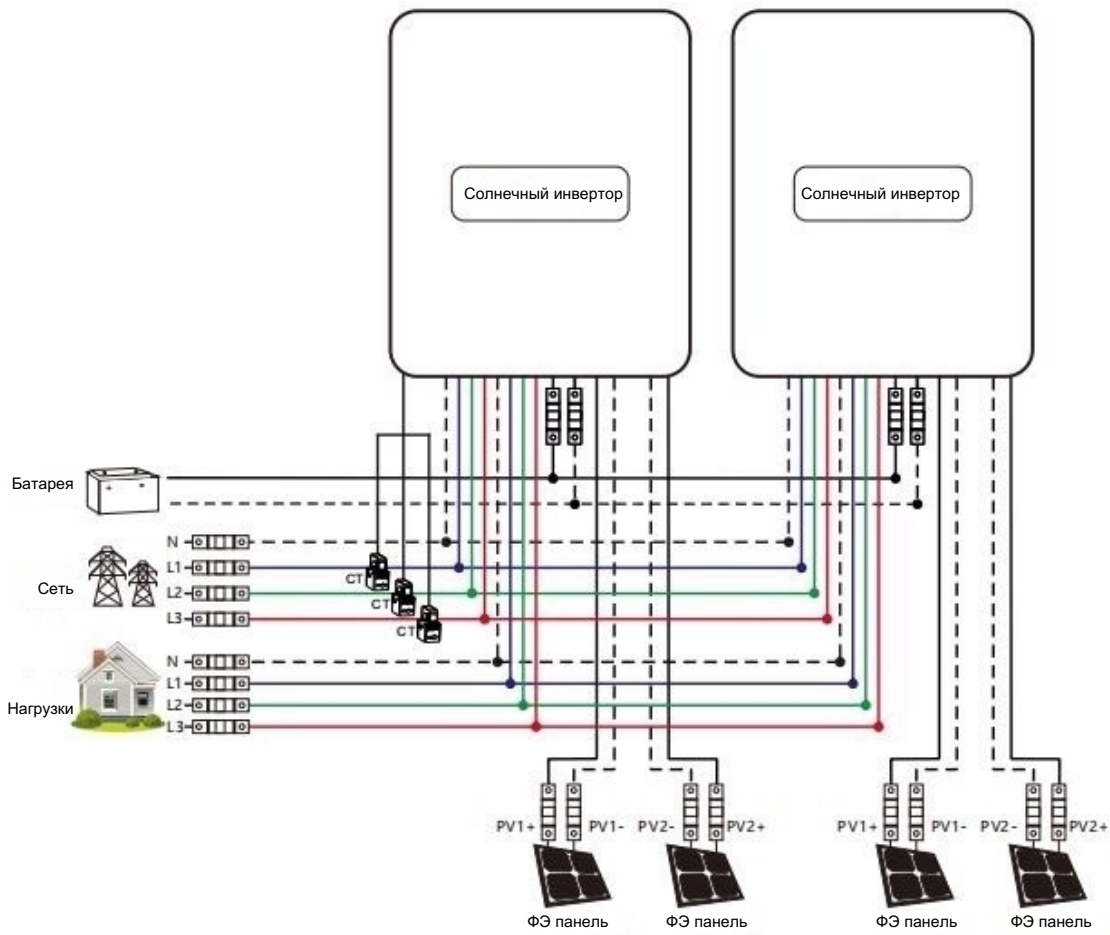 Солнечный инвертор
Солнечный инвертор
Батарея
Сеть
N
L1
L2
L3
CT
CT
CT
Нагрузки
N
L1
L2
L3
PV1+
PV1-
PV2-
PV2+
PV1+
PV1-
PV2-
PV2+
ФЭ панель
ФЭ панель
ФЭ панель
ФЭ панель